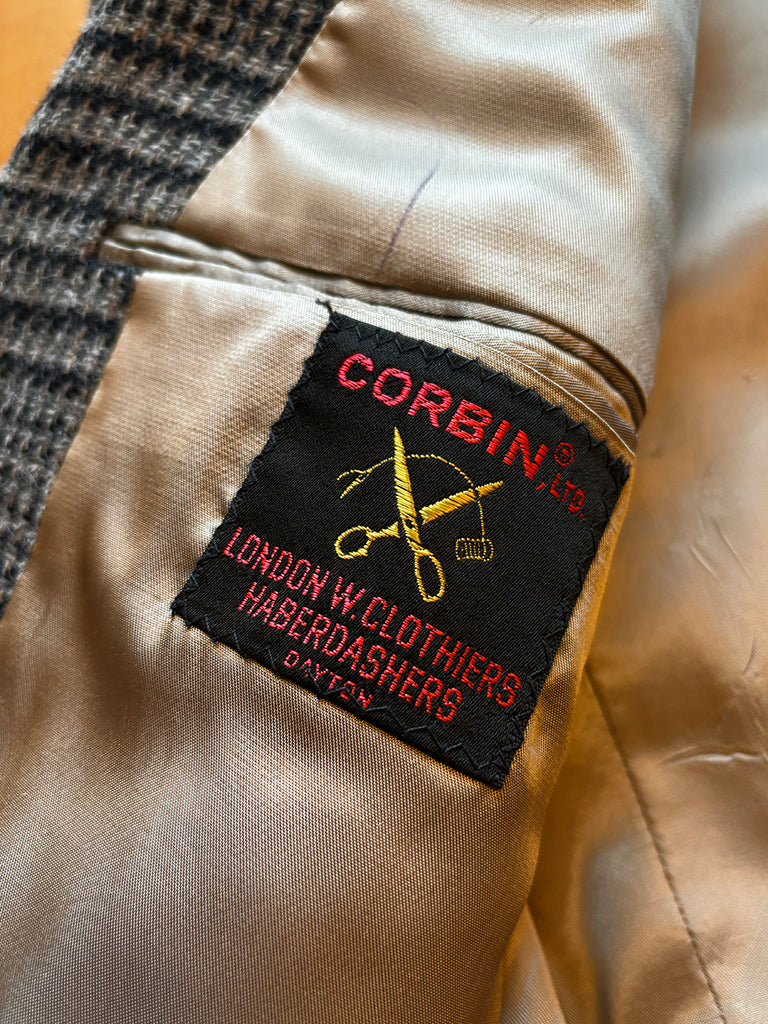 CORBIN®, LTD.
LONDON W. CLOTHIERS
HABERDASHERS
DAYTON